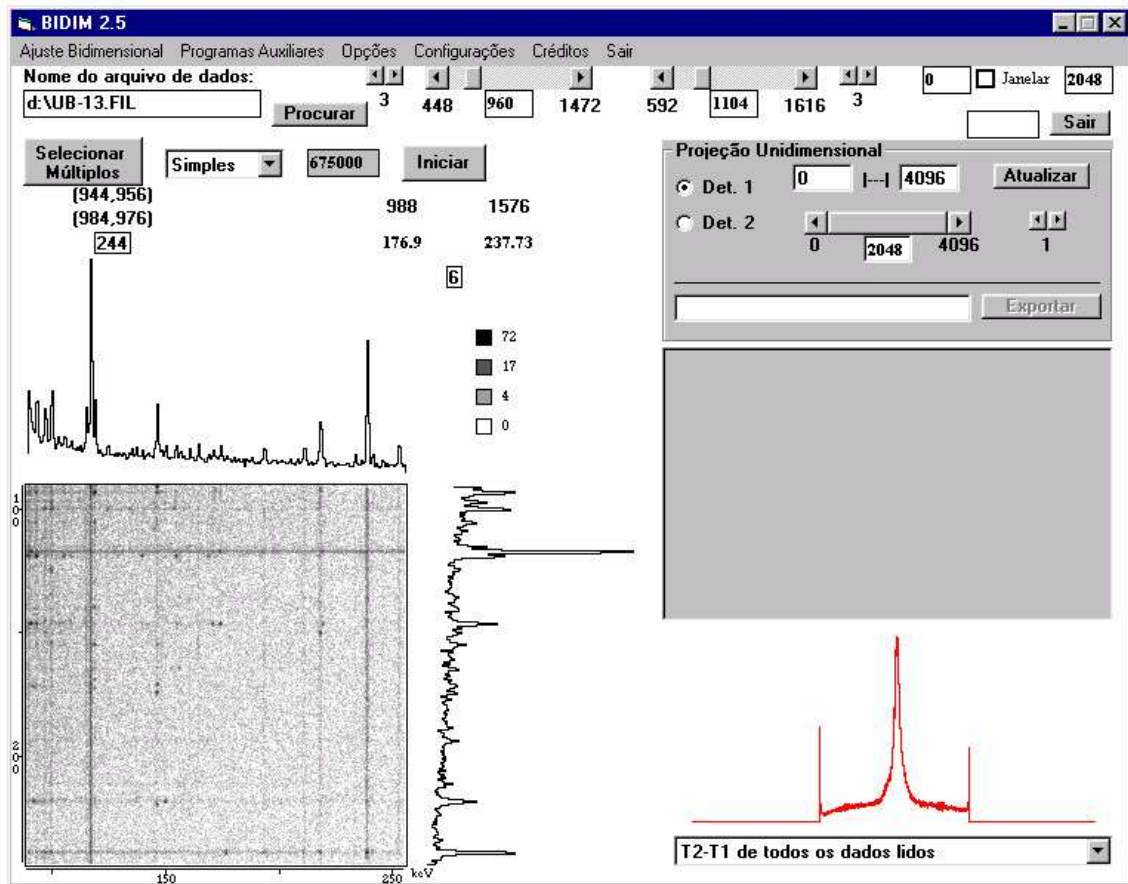 BIDIM 2.5
Ajuste Bidimensional Programas Auxiliares Opções Configurações Créditos Sair
Nome do arquivo de dados:
3 448 960 1472 592 1104 1616 3
0 Janelar 2048
d:\UB-13.FIL Procurar
Sair
Selecionar
Múltiplos
Simples 675000 Iniciar
Projeção Unidimensional
Det. 1 0 |---| 4096 Atualizar
Det. 2
0 2048 4096 1
Exportar
(944,956)
(984,976)
244
988 1576
176.9 237.73
6
72
17
4
0
100
200
150 250 keV
T2-T1 de todos os dados lidos